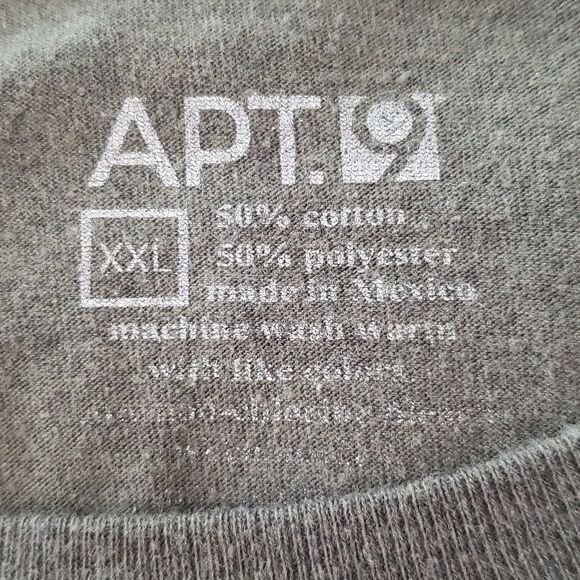 APT. 9
XXL
50% cotton
50% polyester
made in Mexico
machine wash warm
with like colors